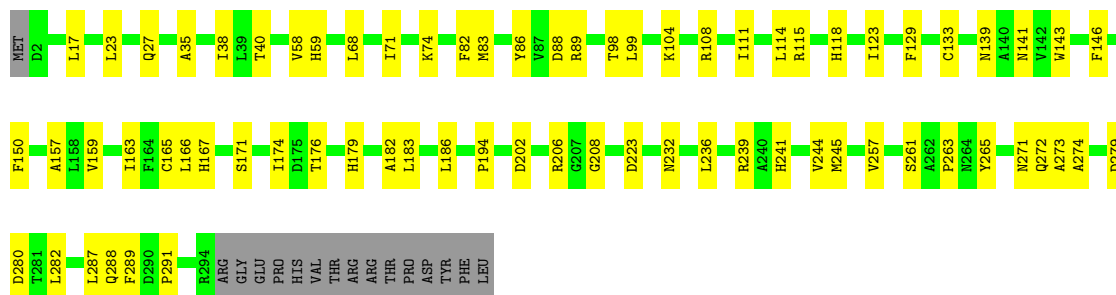 MET D2 L17 L23 Q27 A35 I38 L39 T40 V58 H59 L68 I71 K74 F82 M83 Y86 V87 D88 R89 T98 L99 K104 R108 I111 L114 R115 H118 I123 F129 C133 N139 A140 N141 V142 W143 F146
F150 A157 L158 V159 I163 F164 C165 L166 H167 S171 I174 D175 T176 H179 A182 L183 L186 P194 D202 R206 G207 G208 D223 N232 L236 R239 A240 H241 V244 M245 V257 S261 A262 P263 N264 Y265 N271 Q272 A273 A274
D280 T281 L282 L287 Q288 F289 D290 P291 R294 ARG GLY GLU PRO HIS VAL THR ARG ARG THR PRO ASP TYR PHE LEU